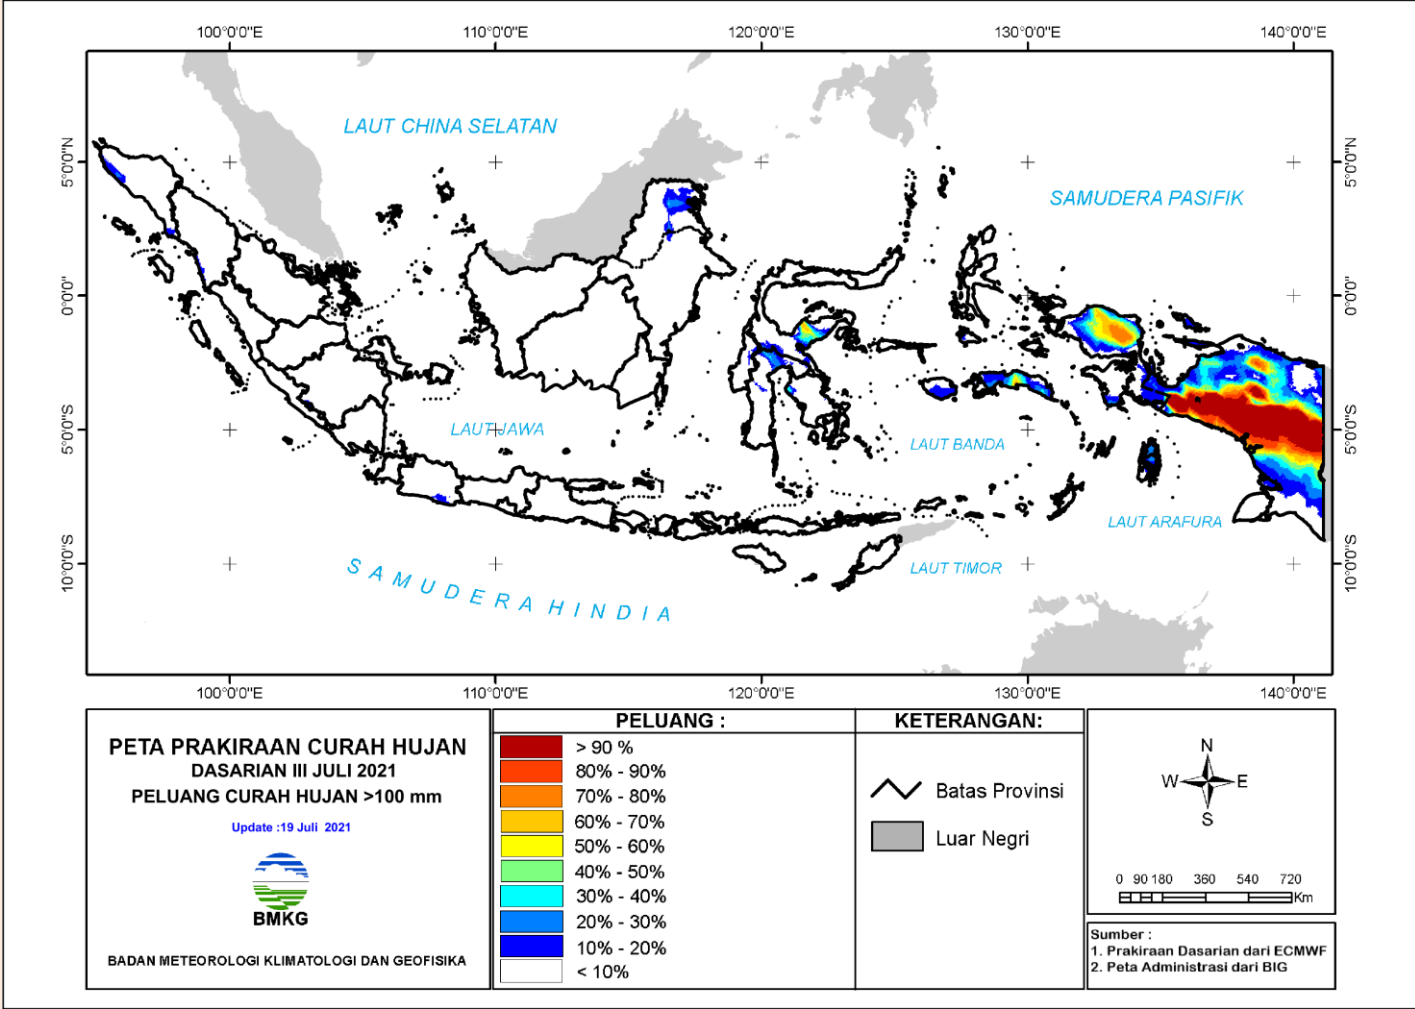 100°0'0"E 110°0'0"E 120°0'0"E 130°0'0"E 140°0'0"E
5°0'0"N 5°0'0"N
0°0'0" 0°0'0"
5°0'0"S 5°0'0"S
10°0'0"S 10°0'0"S
LAUT CHINA SELATAN
SAMUDERA PASIFIK
LAUT JAWA
LAUT BANDA
LAUT ARAFURA
LAUT TIMOR
SAMUDERA HINDIA
100°0'0"E 110°0'0"E 120°0'0"E 130°0'0"E 140°0'0"E
PETA PRAKIRAAN CURAH HUJAN
DASARIAN III JULI 2021
PELUANG CURAH HUJAN >100 mm
Update :19 Juli 2021
BMKG
BADAN METEOROLOGI KLIMATOLOGI DAN GEOFISIKA
PELUANG :
> 90 %
80% - 90%
70% - 80%
60% - 70%
50% - 60%
40% - 50%
30% - 40%
20% - 30%
10% - 20%
< 10%
KETERANGAN:
Batas Provinsi
Luar Negri
N
W E
S
0 90 180 360 540 720
Km
Sumber :
1. Prakiraan Dasarian dari ECMWF
2. Peta Administrasi dari BIG